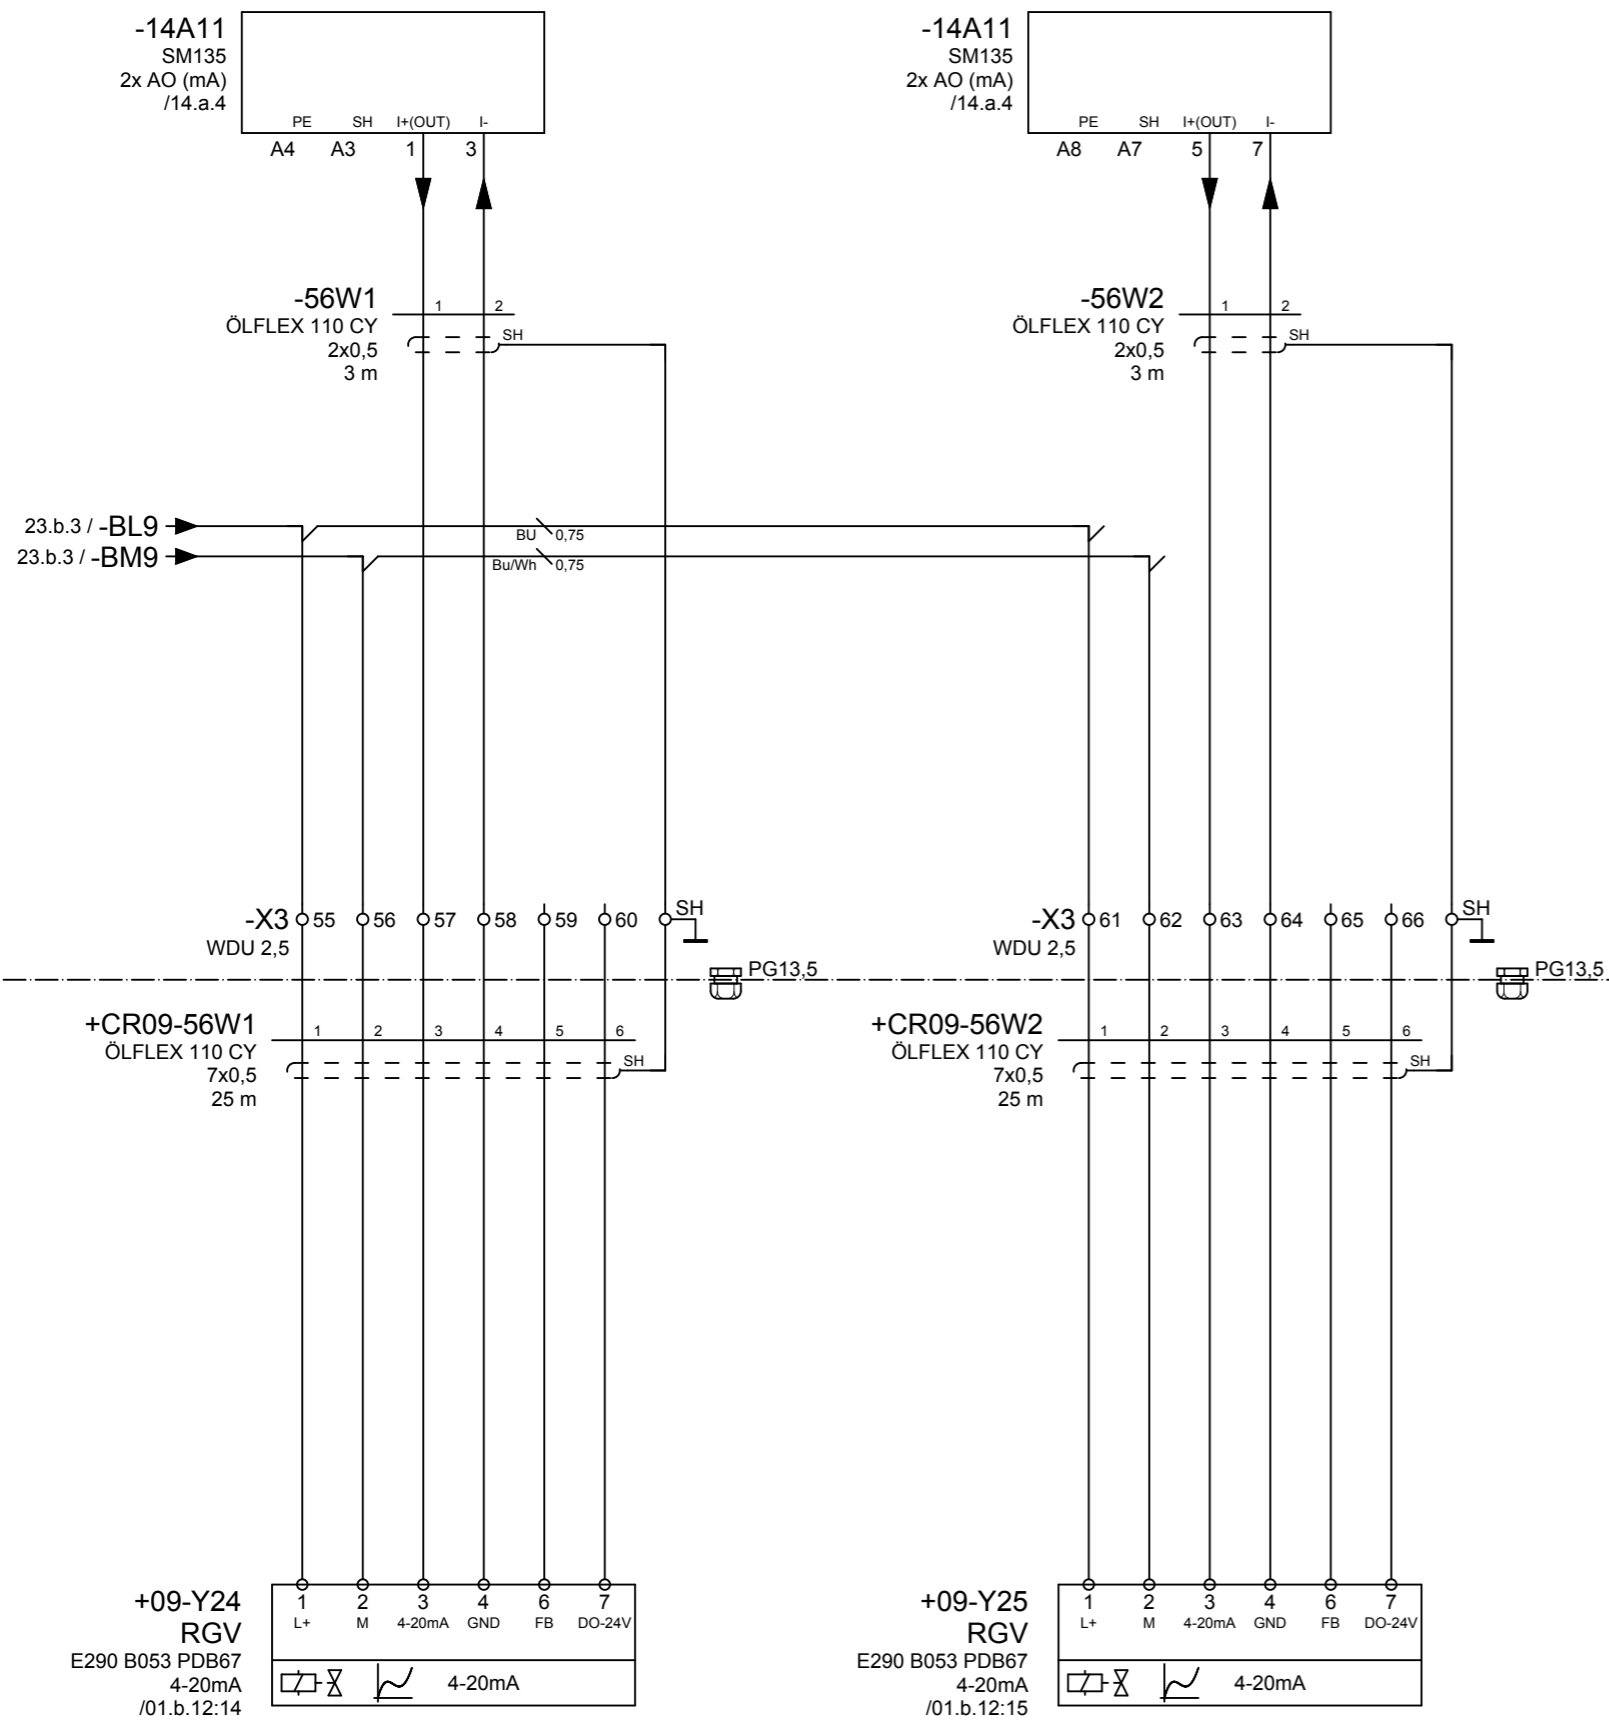 -14A11
SM135
2x AO (mA)
/14.a.4
PE SH I+(OUT) I-
A4 A3 1 3
-14A11
SM135
2x AO (mA)
/14.a.4
PE SH I+(OUT) I-
A8 A7 5 7
-56W1
ÖLFLEX 110 CY
2x0,5
3 m
1 2
SH
-56W2
ÖLFLEX 110 CY
2x0,5
3 m
1 2
SH
23.b.3 / -BL9
BU 0,75
23.b.3 / -BM9
Bu/Wh 0,75
-X3 55 56 57 58 59 60 SH
WDU 2,5
-X3 61 62 63 64 65 66 SH
WDU 2,5
PG13,5
PG13,5
+CR09-56W1
ÖLFLEX 110 CY
7x0,5
25 m
1 2 3 4 5 6
SH
+CR09-56W2
ÖLFLEX 110 CY
7x0,5
25 m
1 2 3 4 5 6
SH
+09-Y24
RGV
E290 B053 PDB67
4-20mA
/01.b.12:14
1 2 3 4 6 7
L+ M 4-20mA GND FB DO-24V
4-20mA
+09-Y25
RGV
E290 B053 PDB67
4-20mA
/01.b.12:15
1 2 3 4 6 7
L+ M 4-20mA GND FB DO-24V
4-20mA